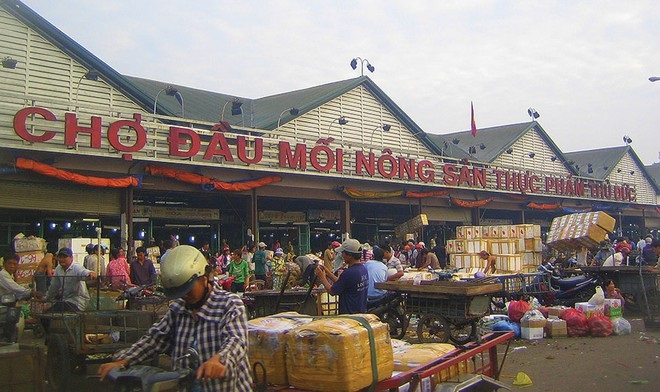 CHỢ ĐẦU MỐI NÔNG SẢN THỰC PHẨM THỦ ĐỨC